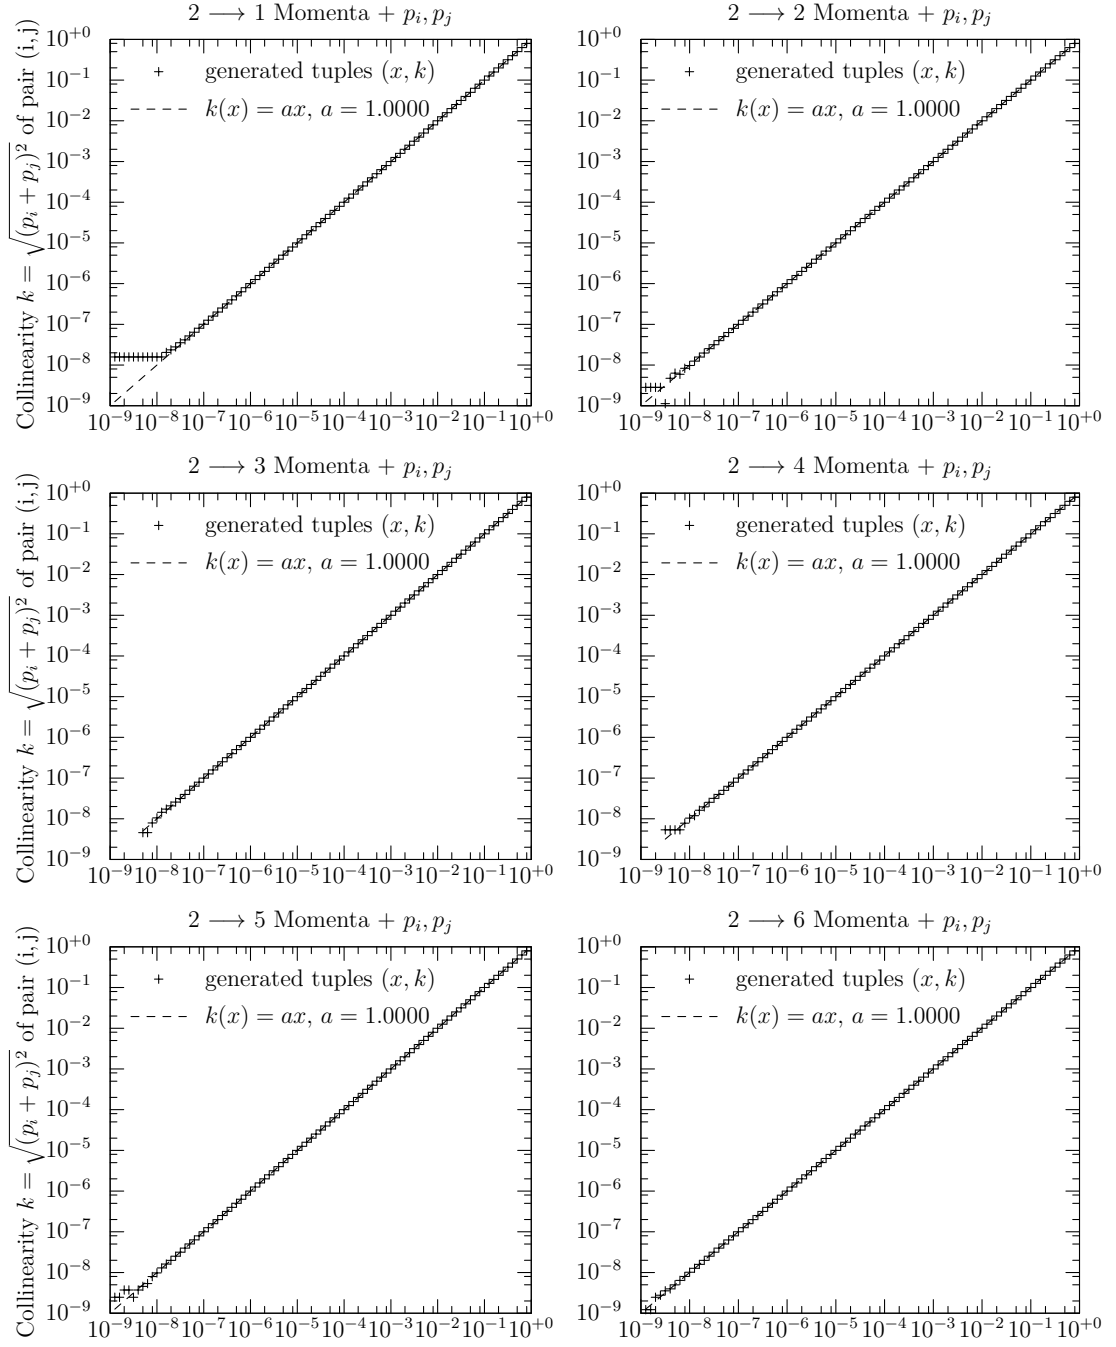 2 ⟶ 1 Momenta + p_i, p_j
Collinearity k = √(p_i + p_j)² of pair (i,j)
10^+0
10^−1
10^−2
10^−3
10^−4
10^−5
10^−6
10^−7
10^−8
10^−9
generated tuples (x, k)
k(x) = ax, a = 1.0000
10^−9 10^−8 10^−7 10^−6 10^−5 10^−4 10^−3 10^−2 10^−1 10^+0
2 ⟶ 2 Momenta + p_i, p_j
10^+0
10^−1
10^−2
10^−3
10^−4
10^−5
10^−6
10^−7
10^−8
10^−9
generated tuples (x, k)
k(x) = ax, a = 1.0000
10^−9 10^−8 10^−7 10^−6 10^−5 10^−4 10^−3 10^−2 10^−1 10^+0
2 ⟶ 3 Momenta + p_i, p_j
Collinearity k = √(p_i + p_j)² of pair (i,j)
10^+0
10^−1
10^−2
10^−3
10^−4
10^−5
10^−6
10^−7
10^−8
10^−9
generated tuples (x, k)
k(x) = ax, a = 1.0000
10^−9 10^−8 10^−7 10^−6 10^−5 10^−4 10^−3 10^−2 10^−1 10^+0
2 ⟶ 4 Momenta + p_i, p_j
10^+0
10^−1
10^−2
10^−3
10^−4
10^−5
10^−6
10^−7
10^−8
10^−9
generated tuples (x, k)
k(x) = ax, a = 1.0000
10^−9 10^−8 10^−7 10^−6 10^−5 10^−4 10^−3 10^−2 10^−1 10^+0
2 ⟶ 5 Momenta + p_i, p_j
Collinearity k = √(p_i + p_j)² of pair (i,j)
10^+0
10^−1
10^−2
10^−3
10^−4
10^−5
10^−6
10^−7
10^−8
10^−9
generated tuples (x, k)
k(x) = ax, a = 1.0000
10^−9 10^−8 10^−7 10^−6 10^−5 10^−4 10^−3 10^−2 10^−1 10^+0
2 ⟶ 6 Momenta + p_i, p_j
10^+0
10^−1
10^−2
10^−3
10^−4
10^−5
10^−6
10^−7
10^−8
10^−9
generated tuples (x, k)
k(x) = ax, a = 1.0000
10^−9 10^−8 10^−7 10^−6 10^−5 10^−4 10^−3 10^−2 10^−1 10^+0